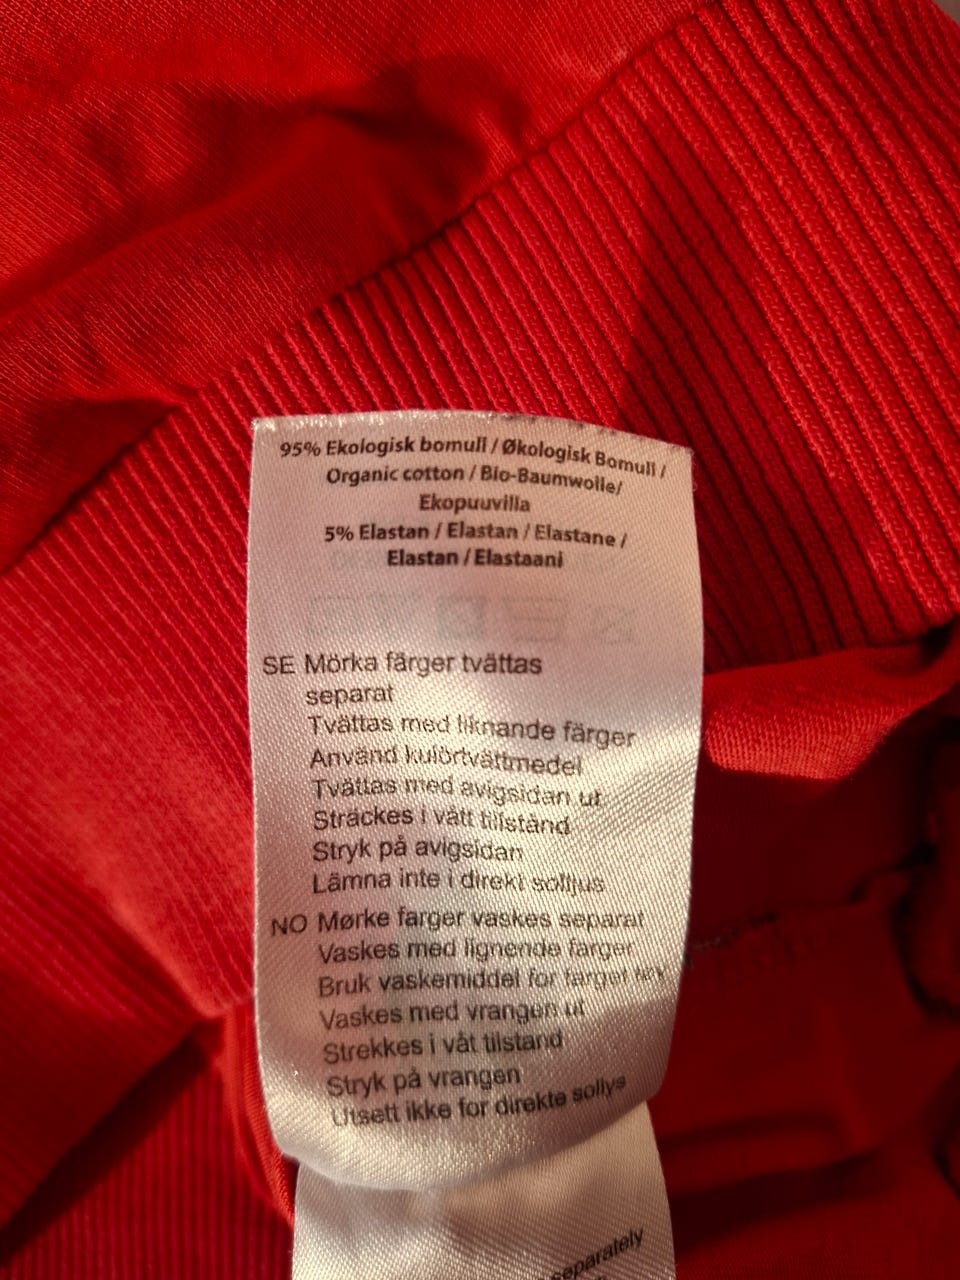 95% Ekologisk bomull / Økologisk Bomull /
Organic cotton / Bio-Baumwolle/
Ekopuuvilla
5% Elastan / Elastan / Elastane /
Elastan / Elastaani
SE Mörka färger tvättas
separat
Tvättas med liknande färger
Använd kulörtvättmedel
Tvättas med avigsidan ut
Sträckes i vått tillstånd
Stryk på avigsidan
Lämna inte i direkt solljus
NO Mørke farger vaskes separat
Vaskes med lignende farger
Bruk vaskemiddel for farget tøy
Vaskes med vrangen ut
Strekkes i våt tilstand
Stryk på vrangen
Utsett ikke for direkte sollys
separately